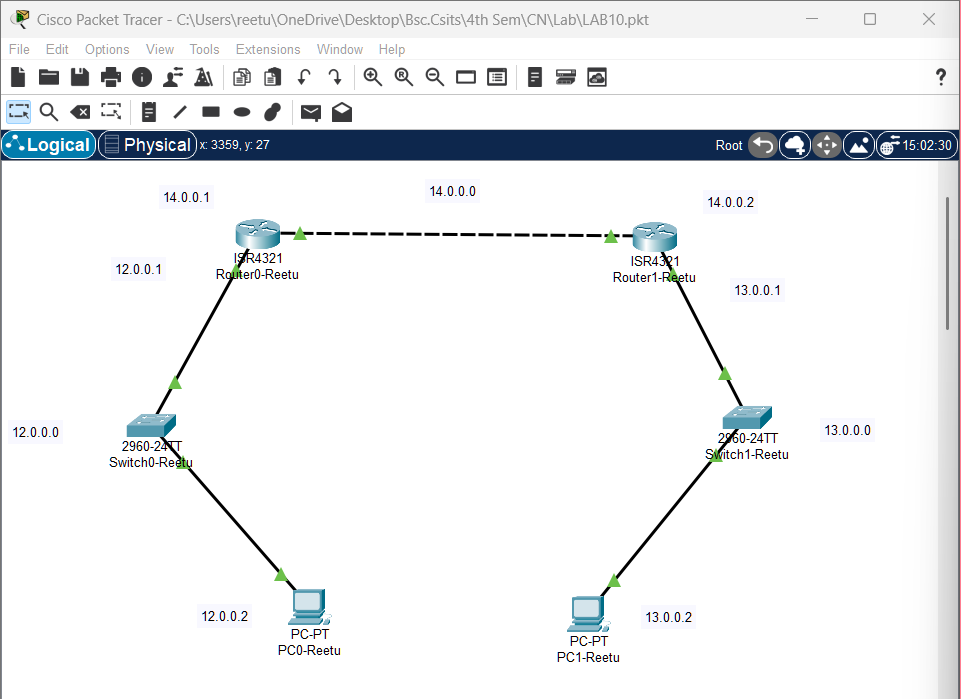 Cisco Packet Tracer - C:\Users\reetu\OneDrive\Desktop\Bsc.Csits\4th Sem\CN\Lab\LAB10.pkt
File Edit Options View Tools Extensions Window Help
Logical Physical x: 3359, y: 27 Root 15:02:30
14.0.0.1
14.0.0.0
14.0.0.2
ISR4321
Router0-Reetu
ISR4321
Router1-Reetu
12.0.0.1
13.0.0.1
12.0.0.0
2960-24TT
Switch0-Reetu
2960-24TT
Switch1-Reetu
13.0.0.0
12.0.0.2
PC-PT
PC0-Reetu
PC-PT
PC1-Reetu
13.0.0.2